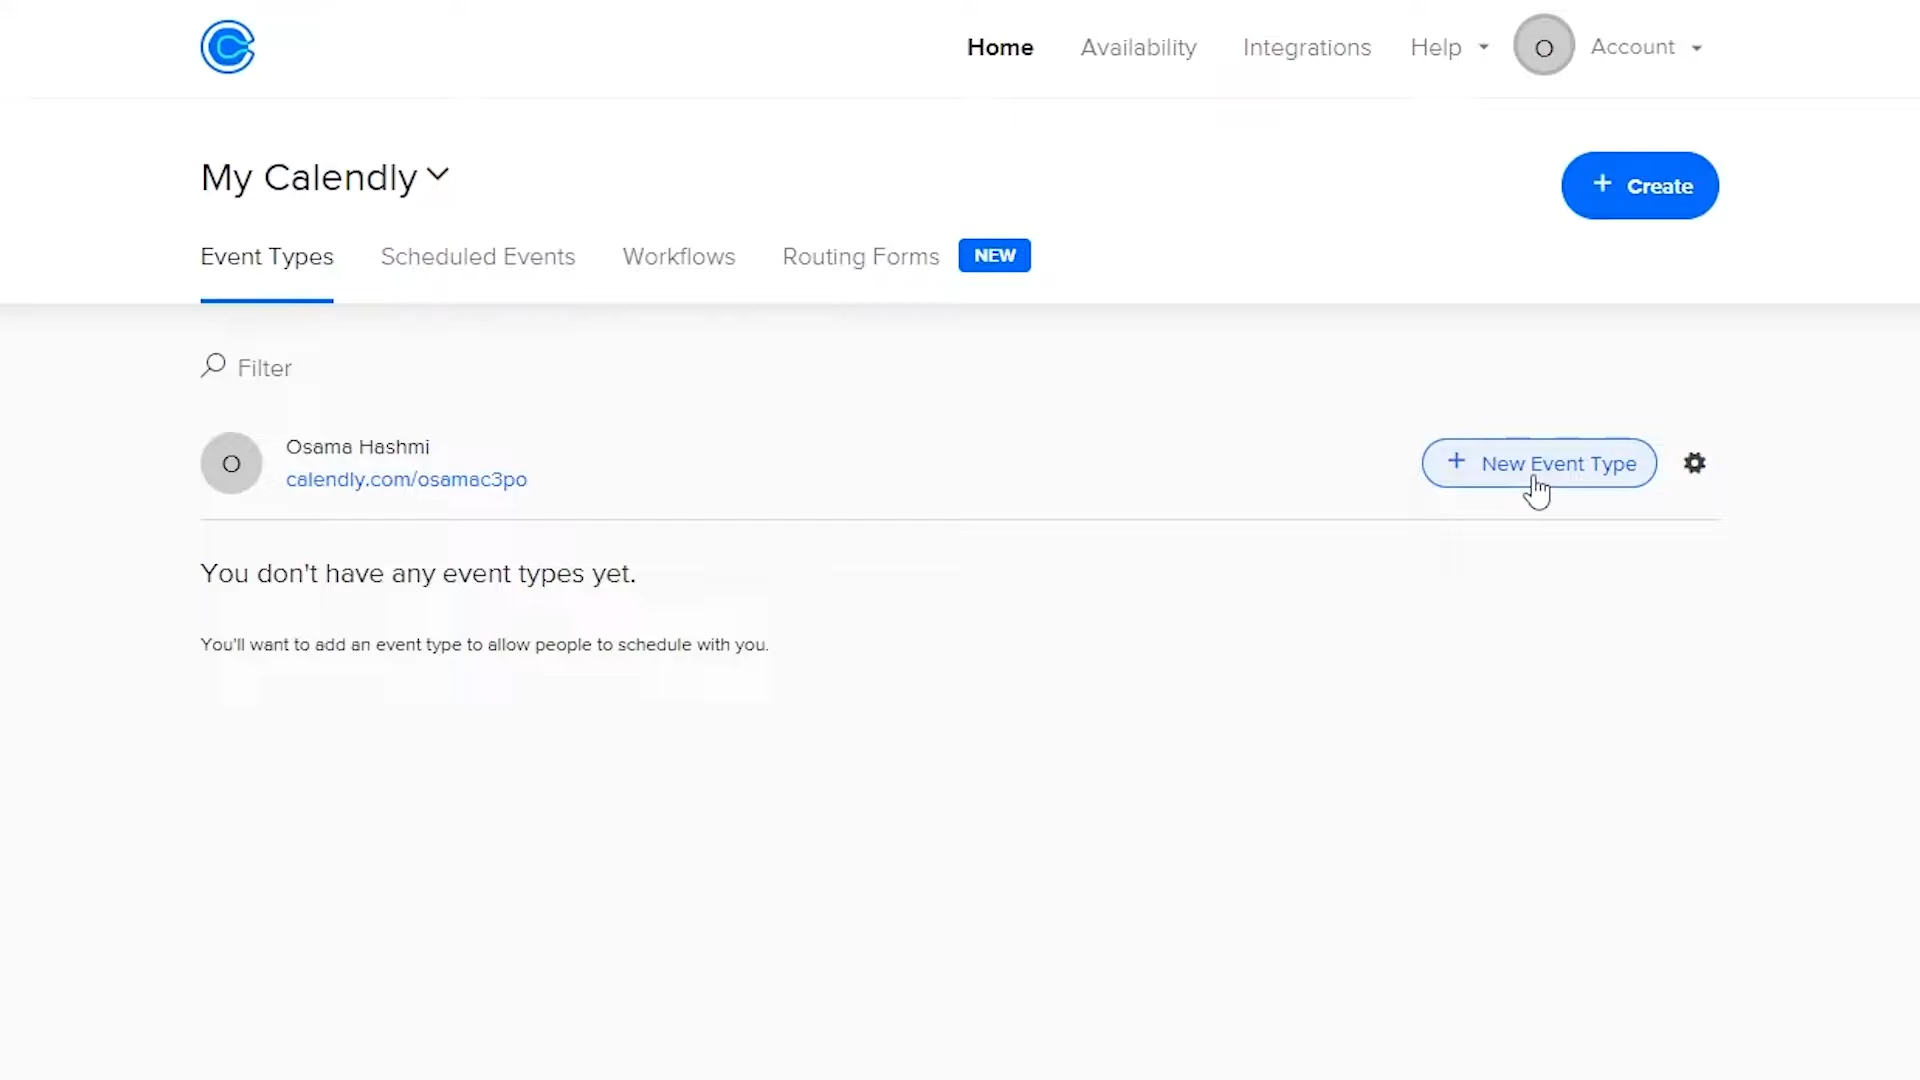 Home Availability Integrations Help O Account
My Calendly
+ Create
Event Types Scheduled Events Workflows Routing Forms NEW
Filter
O Osama Hashmi
calendly.com/osamac3po
+ New Event Type
You don't have any event types yet.
You'll want to add an event type to allow people to schedule with you.